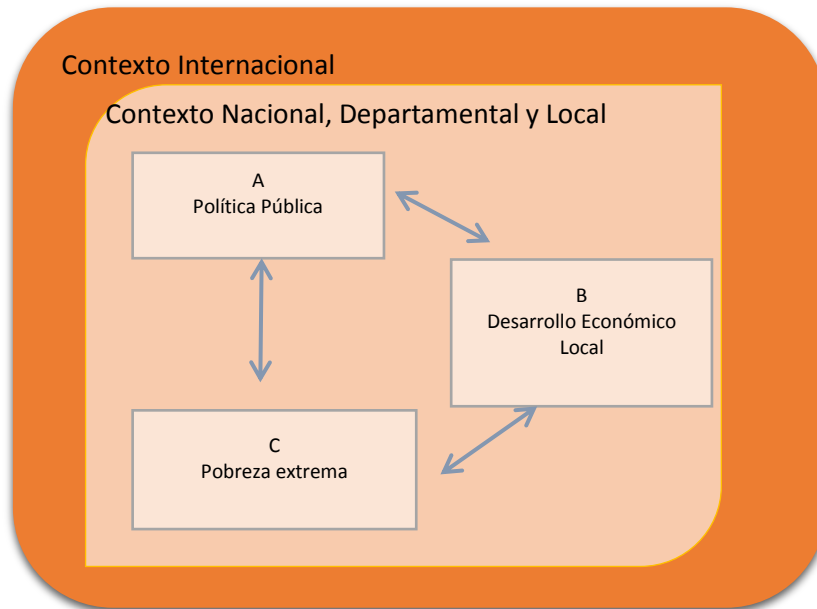 Contexto Internacional
Contexto Nacional, Departamental y Local
A
Política Pública
B
Desarrollo Económico
Local
C
Pobreza extrema